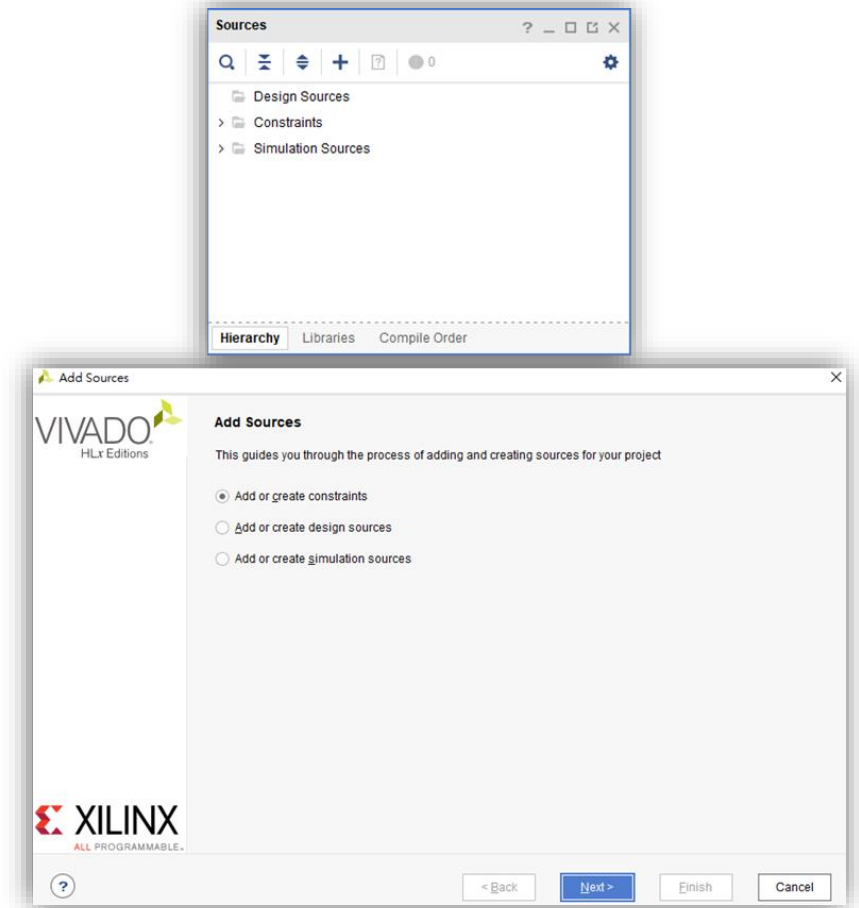 Sources
0
Design Sources
Constraints
Simulation Sources
Hierarchy Libraries Compile Order
Add Sources
VIVADO
HLx Editions
Add Sources
This guides you through the process of adding and creating sources for your project
Add or create constraints
Add or create design sources
Add or create simulation sources
XILINX
ALL PROGRAMMABLE.
< Back Next > Finish Cancel